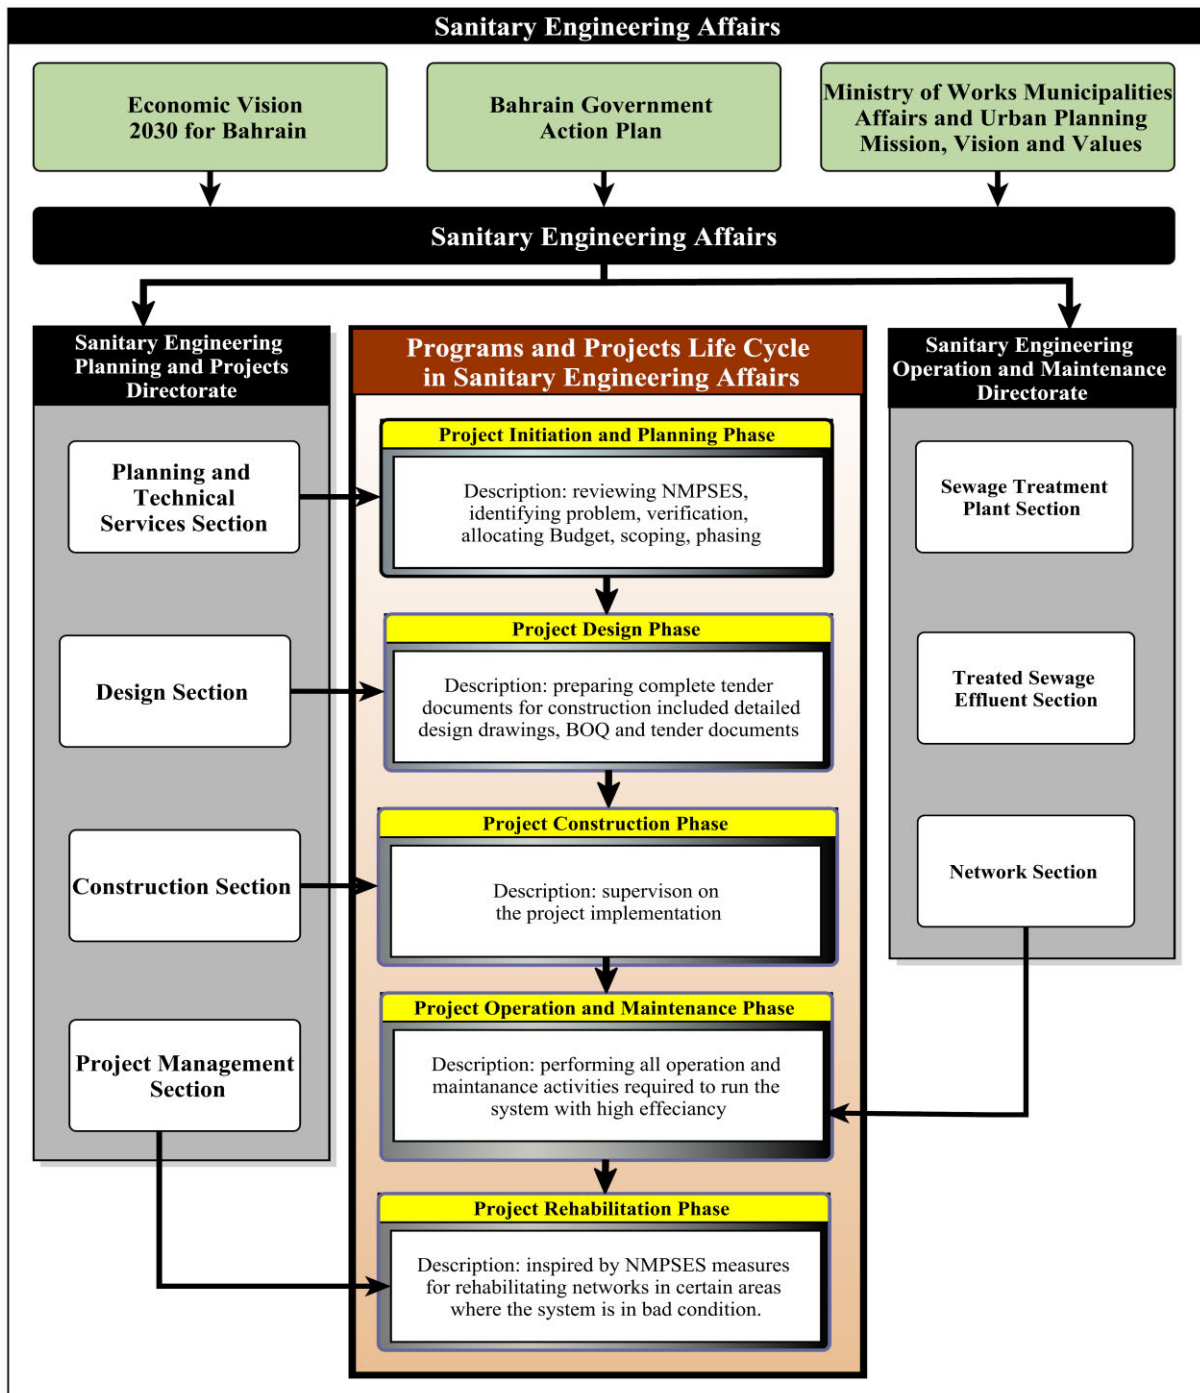 Sanitary Engineering Affairs
Economic Vision
2030 for Bahrain
Bahrain Government
Action Plan
Ministry of Works Municipalities
Affairs and Urban Planning
Mission, Vision and Values
Sanitary Engineering Affairs
Sanitary Engineering
Planning and Projects
Directorate
Planning and
Technical
Services Section
Design Section
Construction Section
Project Management
Section
Programs and Projects Life Cycle
in Sanitary Engineering Affairs
Project Initiation and Planning Phase
Description: reviewing NMPSES,
identifying problem, verification,
allocating Budget, scoping, phasing
Project Design Phase
Description: preparing complete tender
documents for construction included detailed
design drawings, BOQ and tender documents
Project Construction Phase
Description: supervison on
the project implementation
Project Operation and Maintenance Phase
Description: performing all operation and
maintanance activities required to run the
system with high effeciancy
Project Rehabilitation Phase
Description: inspired by NMPSES measures
for rehabilitating networks in certain areas
where the system is in bad condition.
Sanitary Engineering
Operation and Maintenance
Directorate
Sewage Treatment
Plant Section
Treated Sewage
Effluent Section
Network Section